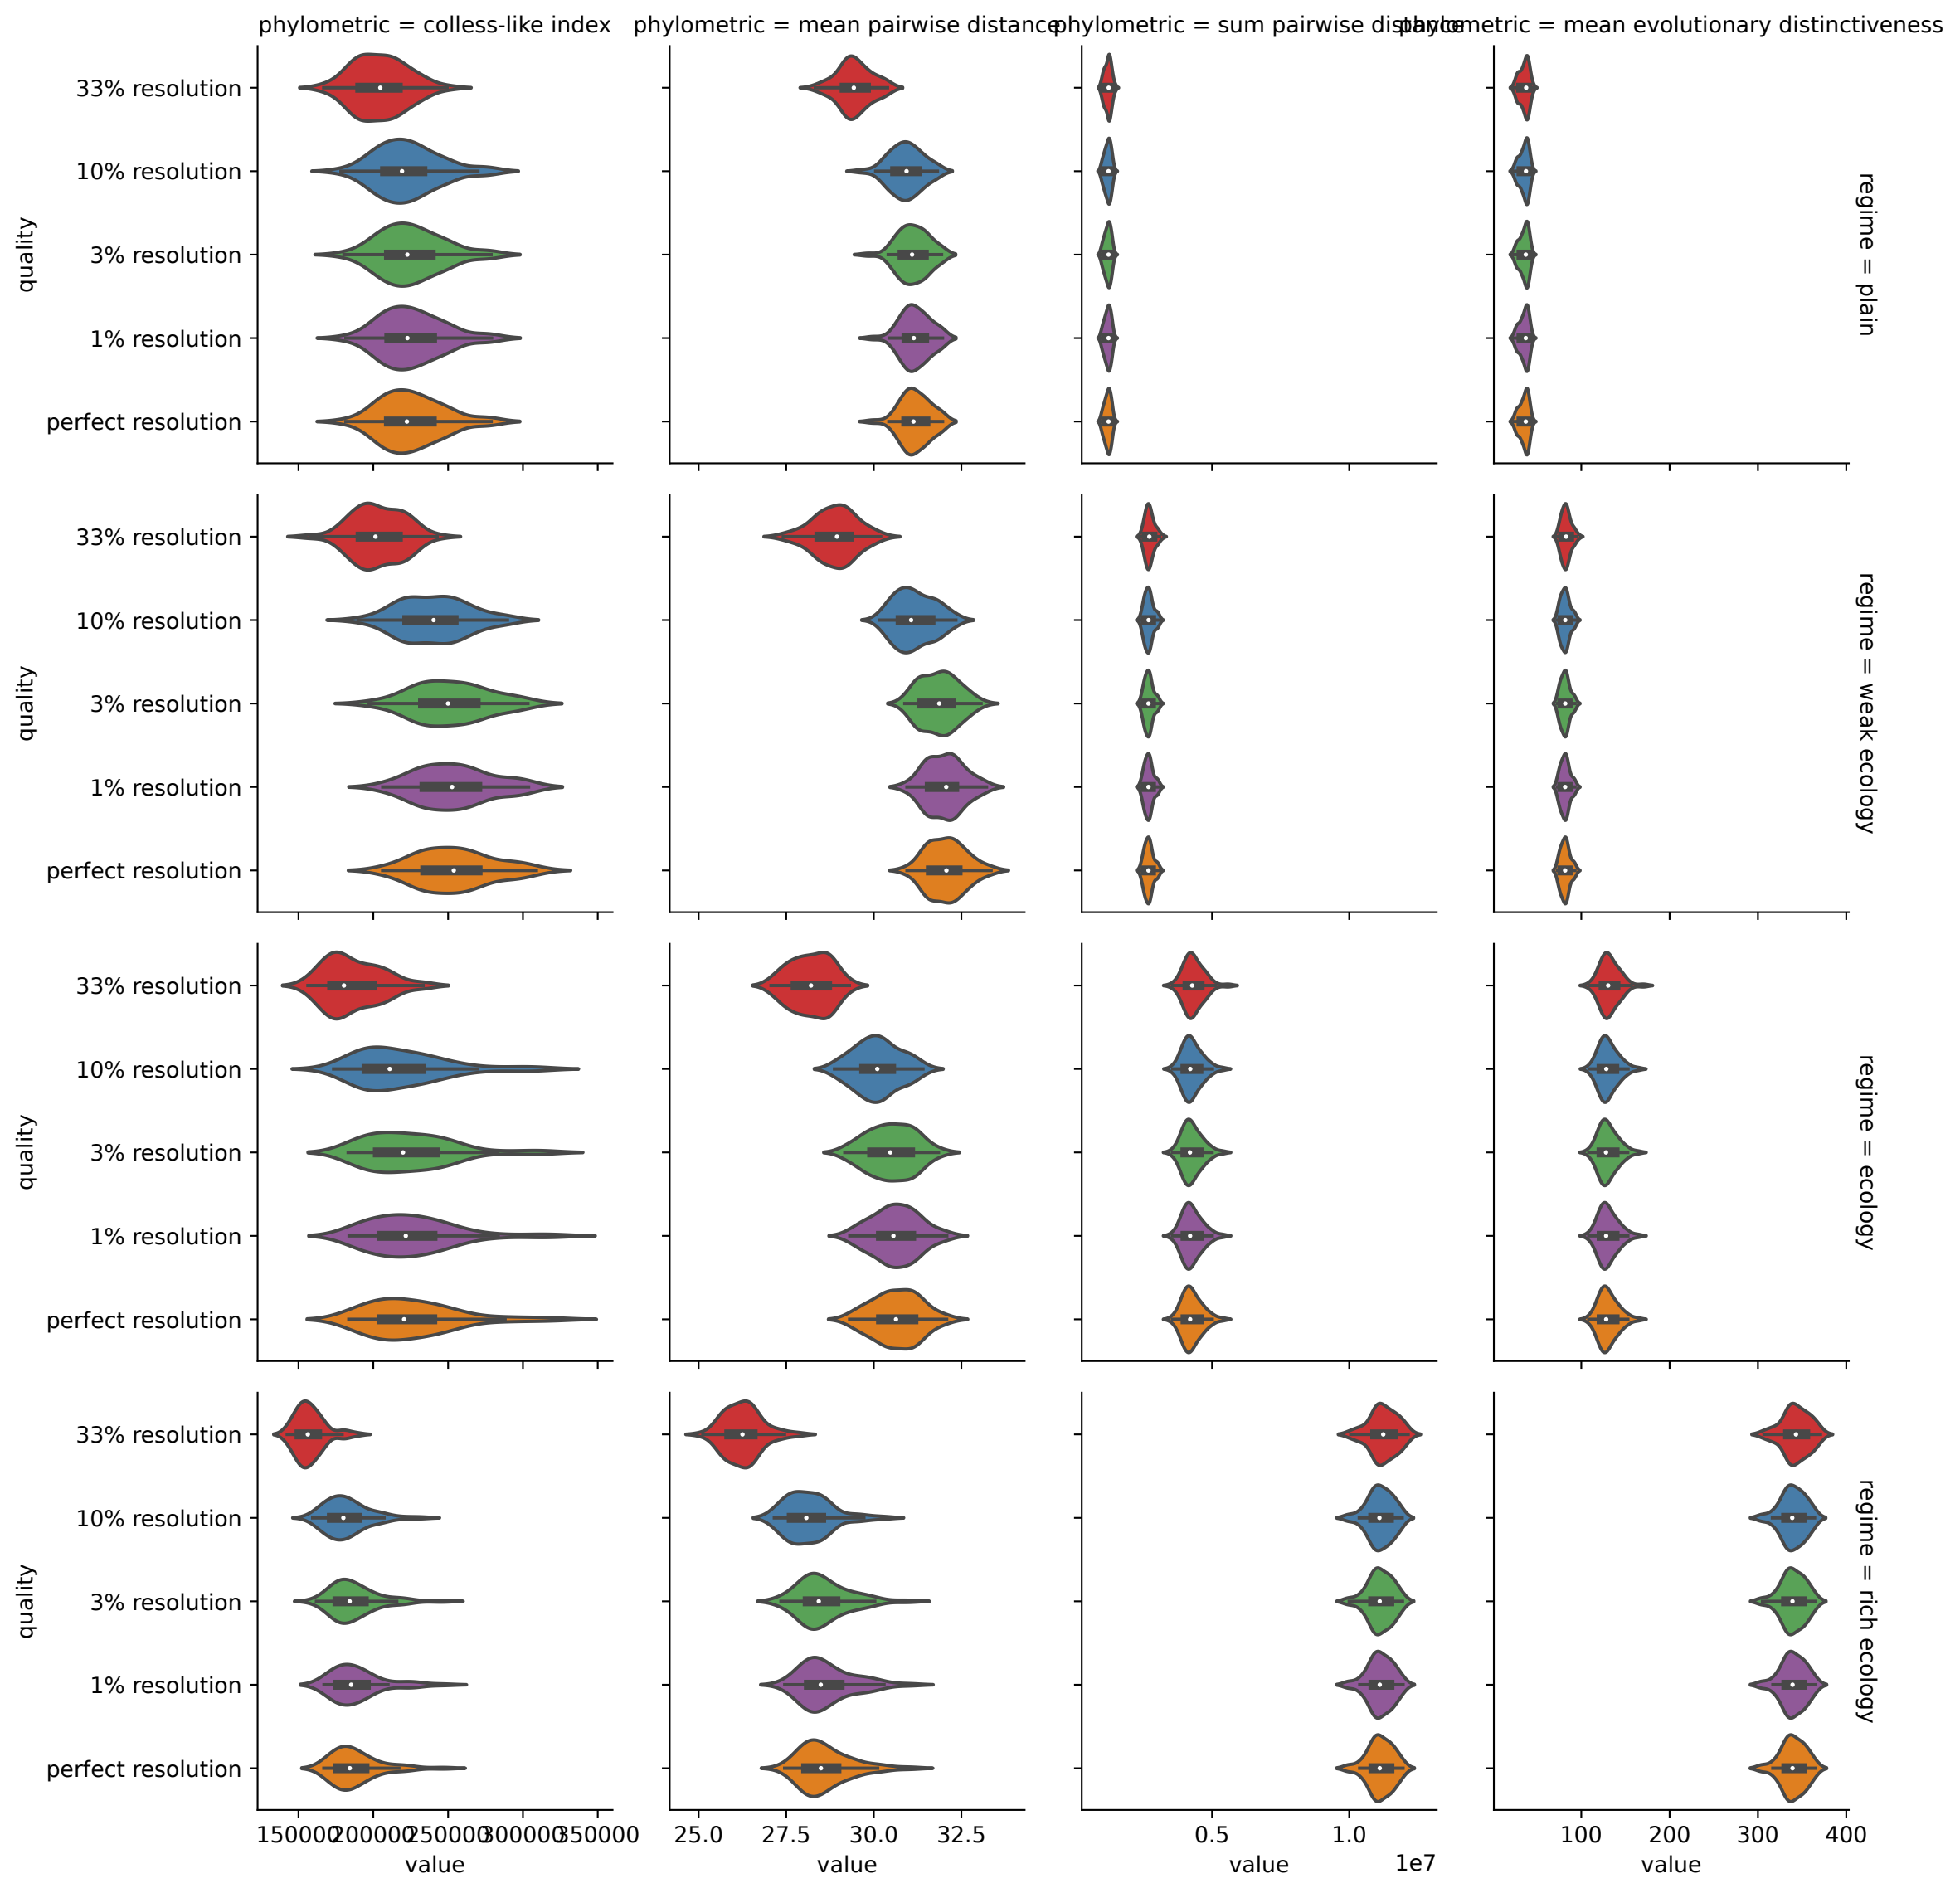 phylometric = colless-like index
phylometric = mean pairwise distance
phylometric = sum pairwise distance
phylometric = mean evolutionary distinctiveness
quality
33% resolution
10% resolution
3% resolution
1% resolution
perfect resolution
regime = plain
quality
33% resolution
10% resolution
3% resolution
1% resolution
perfect resolution
regime = weak ecology
quality
33% resolution
10% resolution
3% resolution
1% resolution
perfect resolution
regime = ecology
quality
33% resolution
10% resolution
3% resolution
1% resolution
perfect resolution
regime = rich ecology
150000 200000 250000 300000 350000
value
25.0 27.5 30.0 32.5
value
0.5 1.0
1e7
value
100 200 300 400
value